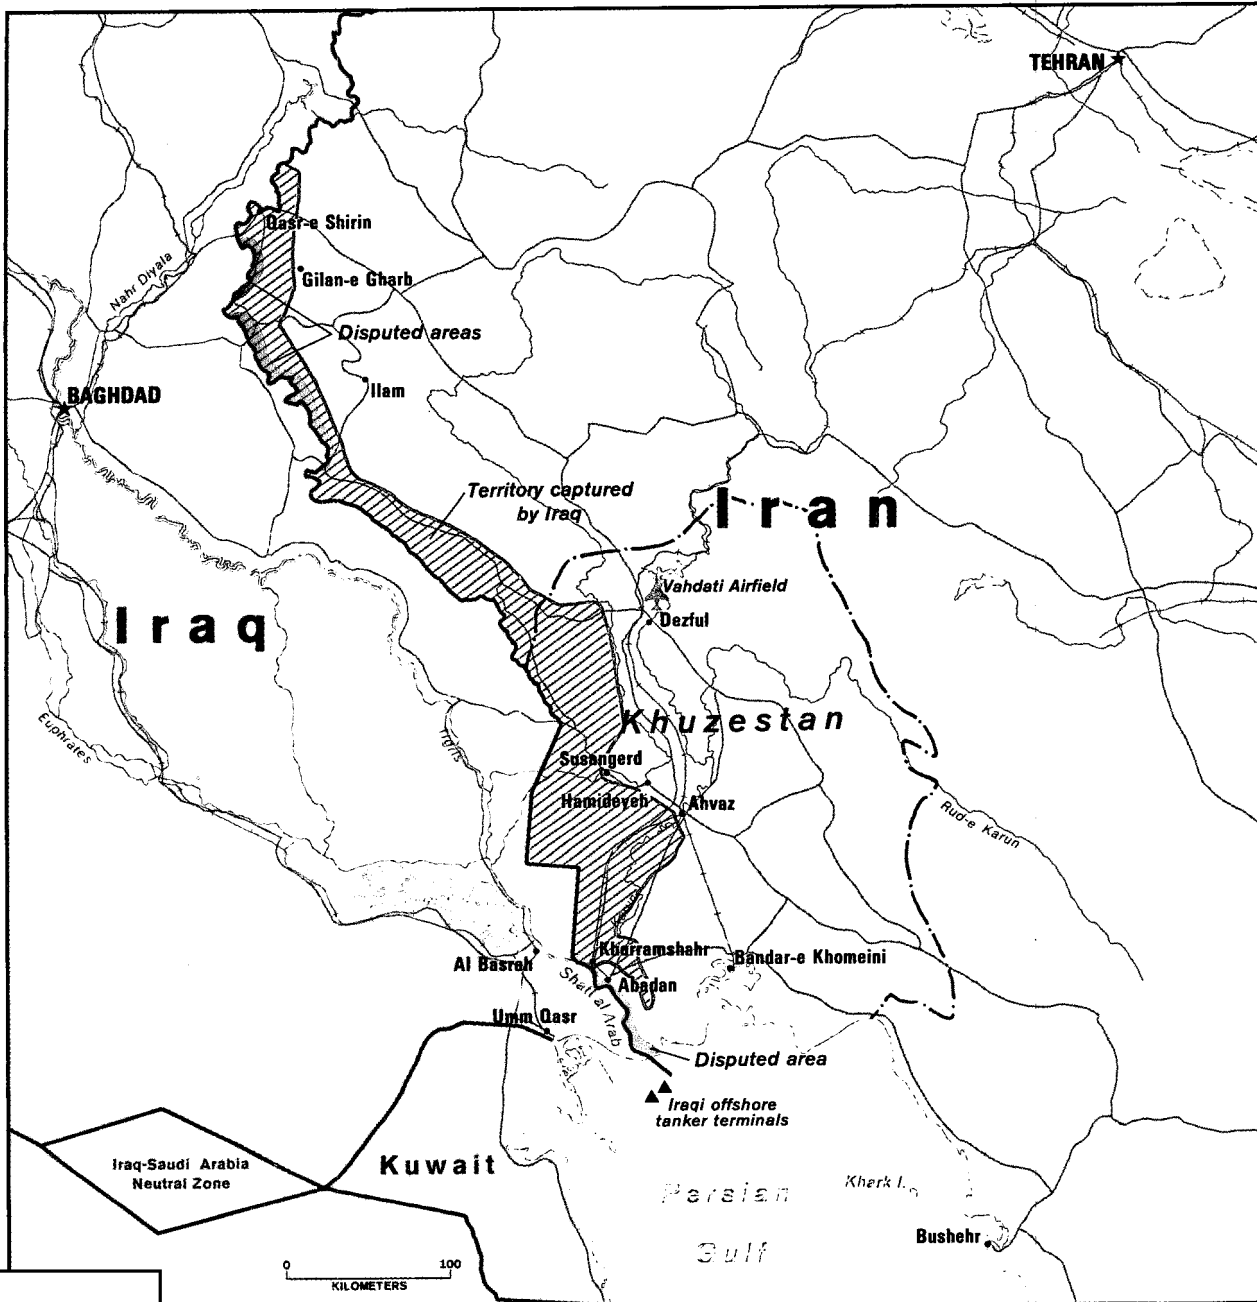 TEHRAN
Qasr-e Shirin
Nahr Diyala
Gilan-e Gharb
Disputed areas
BAGHDAD
Ilam
Territory captured
by Iraq
Iran
Vahdati Airfield
Dezful
Iraq
Khuzestan
Euphrates
Tigris
Susangerd
Hamideyeh
Ahvaz
Rud-e Karun
Khorramshahr
Al Basrah
Bandar-e Khomeini
Shatt al Arab
Abadan
Umm Qasr
Disputed area
Iraqi offshore
tanker terminals
Iraq-Saudi Arabia
Neutral Zone
Kuwait
Persian
Gulf
Khark I.
Bushehr
0 100
KILOMETERS